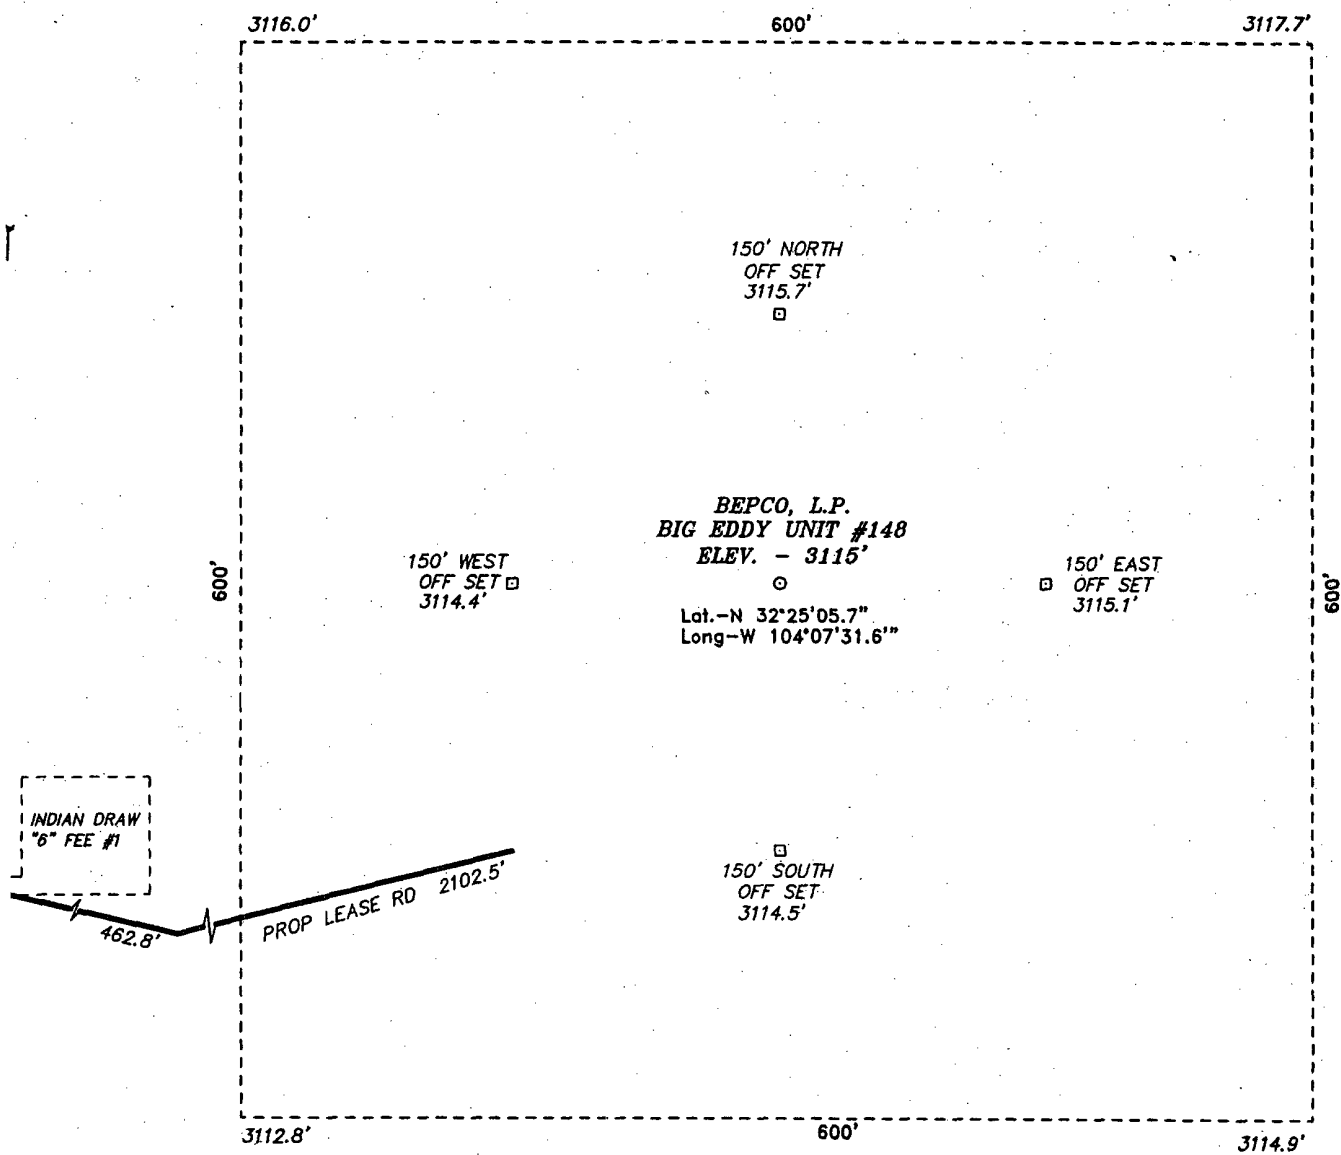 3116.0' 600' 3117.7'
150' NORTH
OFF SET
3115.7'
BEPCO, L.P.
BIG EDDY UNIT #148
ELEV. - 3115'
Lat.-N 32°25'05.7"
Long-W 104°07'31.6'"
600'
150' WEST
OFF SET
3114.4'
150' EAST
OFF SET
3115.1'
600'
INDIAN DRAW
"6" FEE #1
462.8'
PROP LEASE RD 2102.5'
150' SOUTH
OFF SET
3114.5'
3112.8' 600' 3114.9'